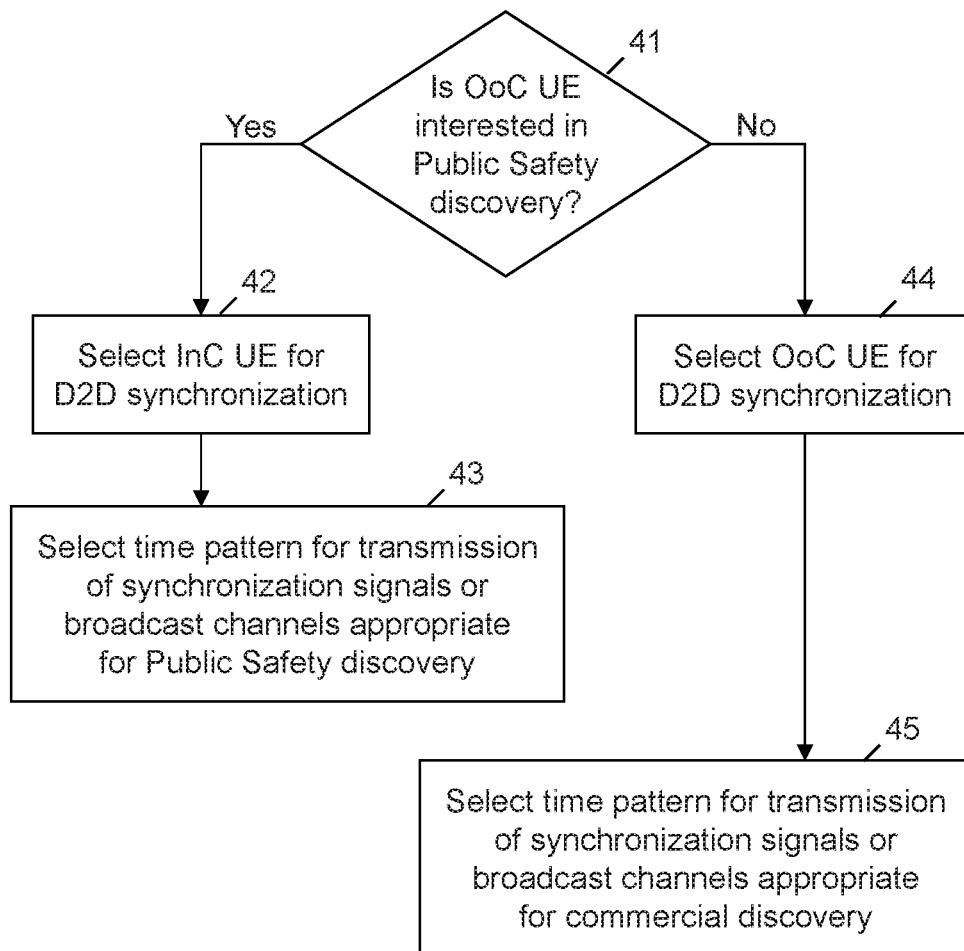 41
Is OoC UE
interested in
Public Safety
discovery?
Yes
No
42
Select InC UE for
D2D synchronization
44
Select OoC UE for
D2D synchronization
43
Select time pattern for transmission
of synchronization signals or
broadcast channels appropriate
for Public Safety discovery
45
Select time pattern for transmission
of synchronization signals or
broadcast channels appropriate
for commercial discovery